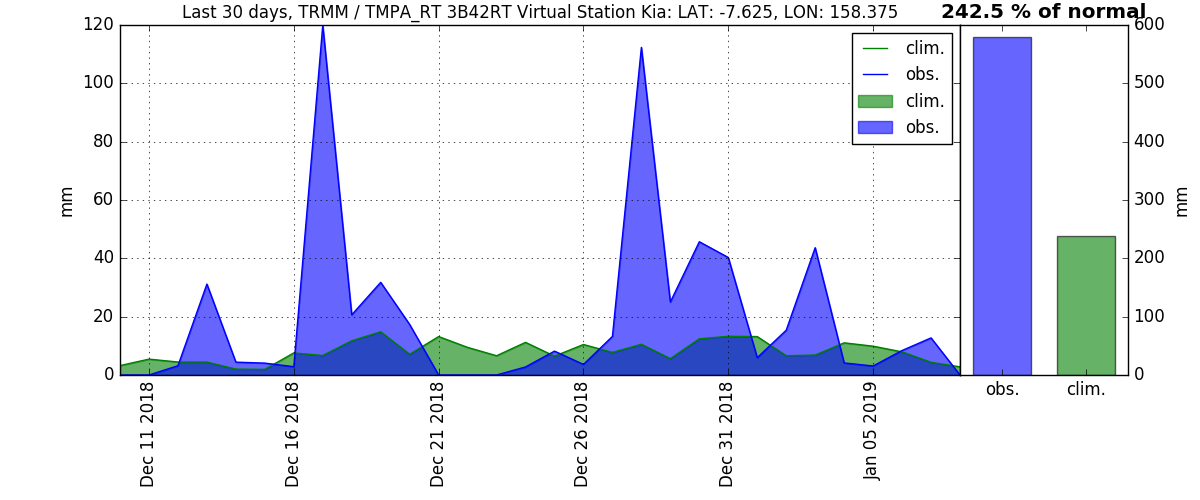 Last 30 days, TRMM / TMPA_RT 3B42RT Virtual Station Kia: LAT: -7.625, LON: 158.375
242.5 % of normal
120
100
80
60
40
20
0
mm
clim.
obs.
clim.
obs.
Dec 11 2018
Dec 16 2018
Dec 21 2018
Dec 26 2018
Dec 31 2018
Jan 05 2019
600
500
400
300
200
100
0
mm
obs.
clim.